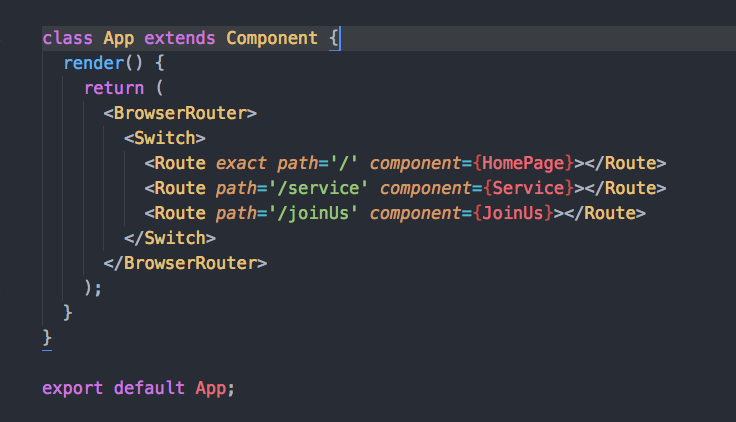 class App extends Component {
  render() {
    return (
      <BrowserRouter>
        <Switch>
          <Route exact path='/' component={HomePage}></Route>
          <Route path='/service' component={Service}></Route>
          <Route path='/joinUs' component={JoinUs}></Route>
        </Switch>
      </BrowserRouter>
    );
  }
}

export default App;